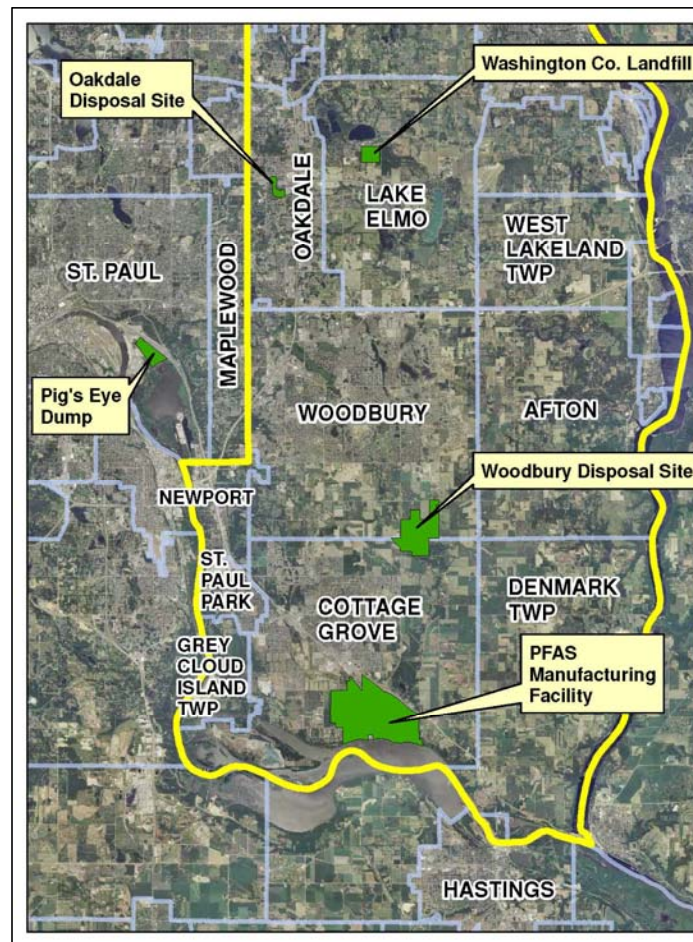 Oakdale
Disposal Site
Washington Co. Landfill
OAKDALE
LAKE
ELMO
WEST
LAKELAND
TWP
ST. PAUL
MAPLEWOOD
Pig's Eye
Dump
WOODBURY
AFTON
Woodbury Disposal Site
NEWPORT
ST.
PAUL
PARK
COTTAGE
GROVE
DENMARK
TWP
GREY
CLOUD
ISLAND
TWP
PFAS
Manufacturing
Facility
HASTINGS